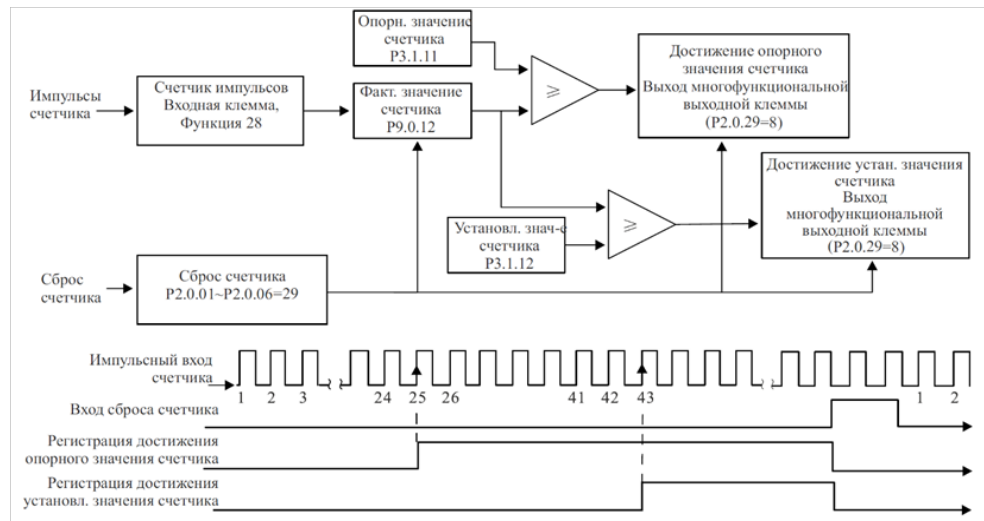 Опорн. значение
счетчика
P3.1.11
Достижение опорного
значения счетчика
Выход многофункциональной
выходной клеммы
(P2.0.29=8)
Импульсы
счетчика
Счетчик импульсов
Входная клемма,
Функция 28
Факт. значение
счетчика
P9.0.12
≥
Достижение устан. значения
счетчика
Выход
многофункциональной
выходной клеммы
(P2.0.29=8)
≥
Установл. знач-е
счетчика
P3.1.12
Сброс
счетчика
Сброс счетчика
P2.0.01~P2.0.06=29
Импульсный вход
счетчика
1 2 3 24 25 26 41 42 43 1 2
Вход сброса счетчика
Регистрация достижения
опорного значения счетчика
Регистрация достижения
установл. значения счетчика